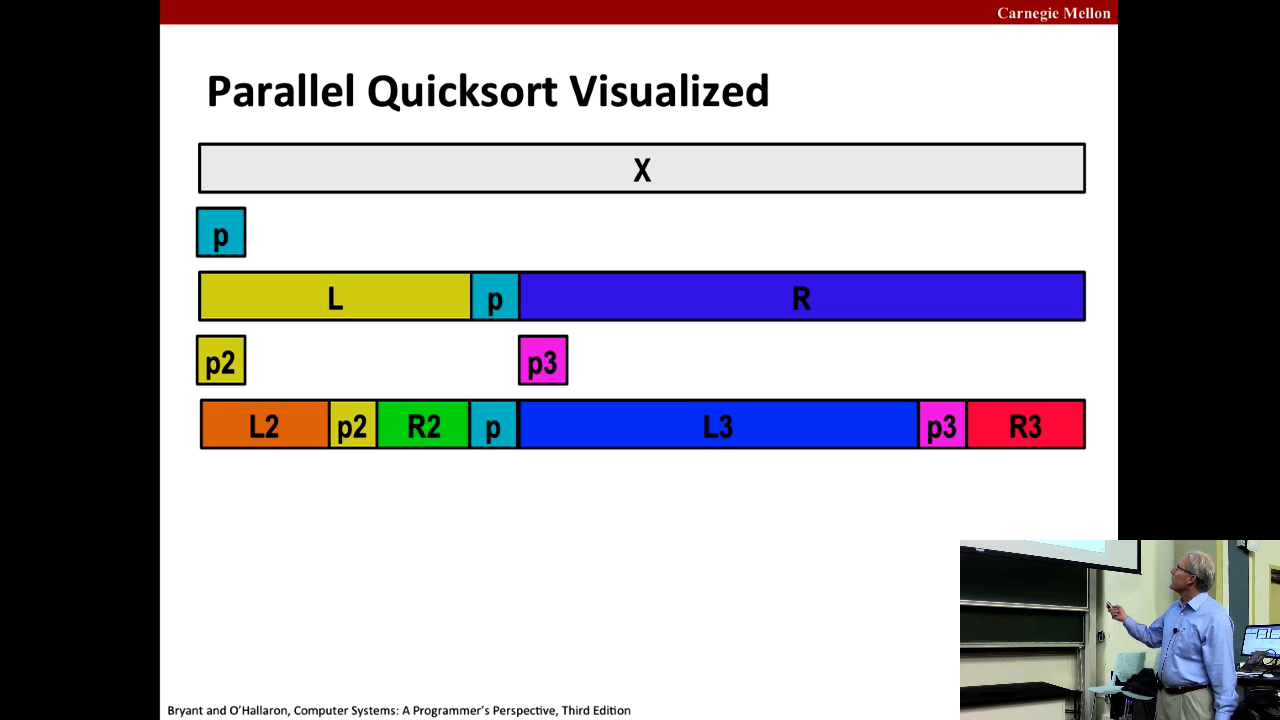 Carnegie Mellon
Parallel Quicksort Visualized
X
p
L p R
p2 p3
L2 p2 R2 p L3 p3 R3
Bryant and O'Hallaron, Computer Systems: A Programmer's Perspective, Third Edition